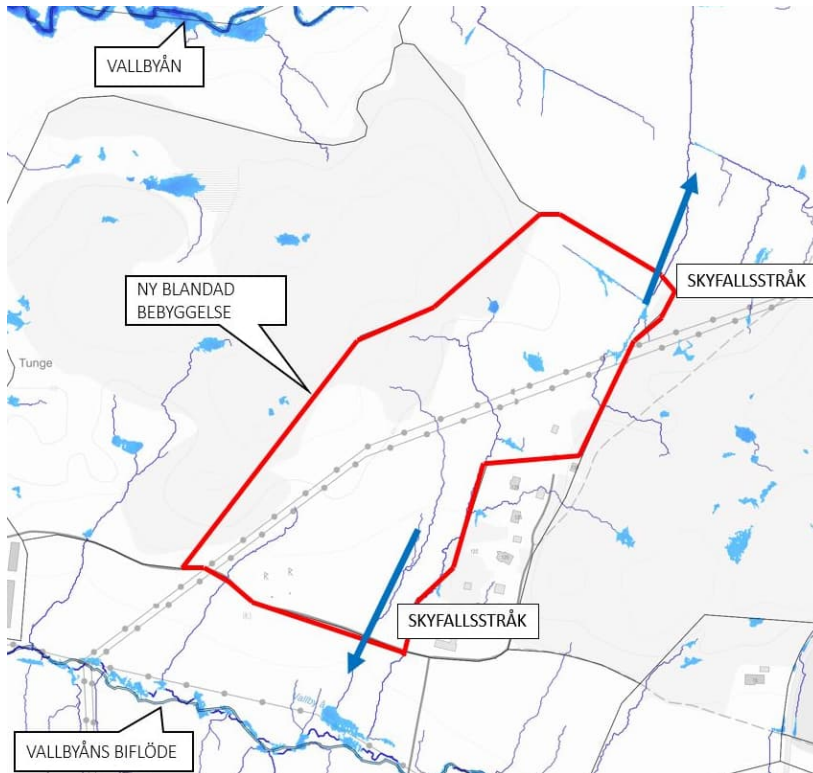 VALLBYÅN
SKYFALLSSTRÅK
NY BLANDAD
BEBYGGELSE
Tunge
SKYFALLSSTRÅK
VALLBYÅNS BIFLÖDE